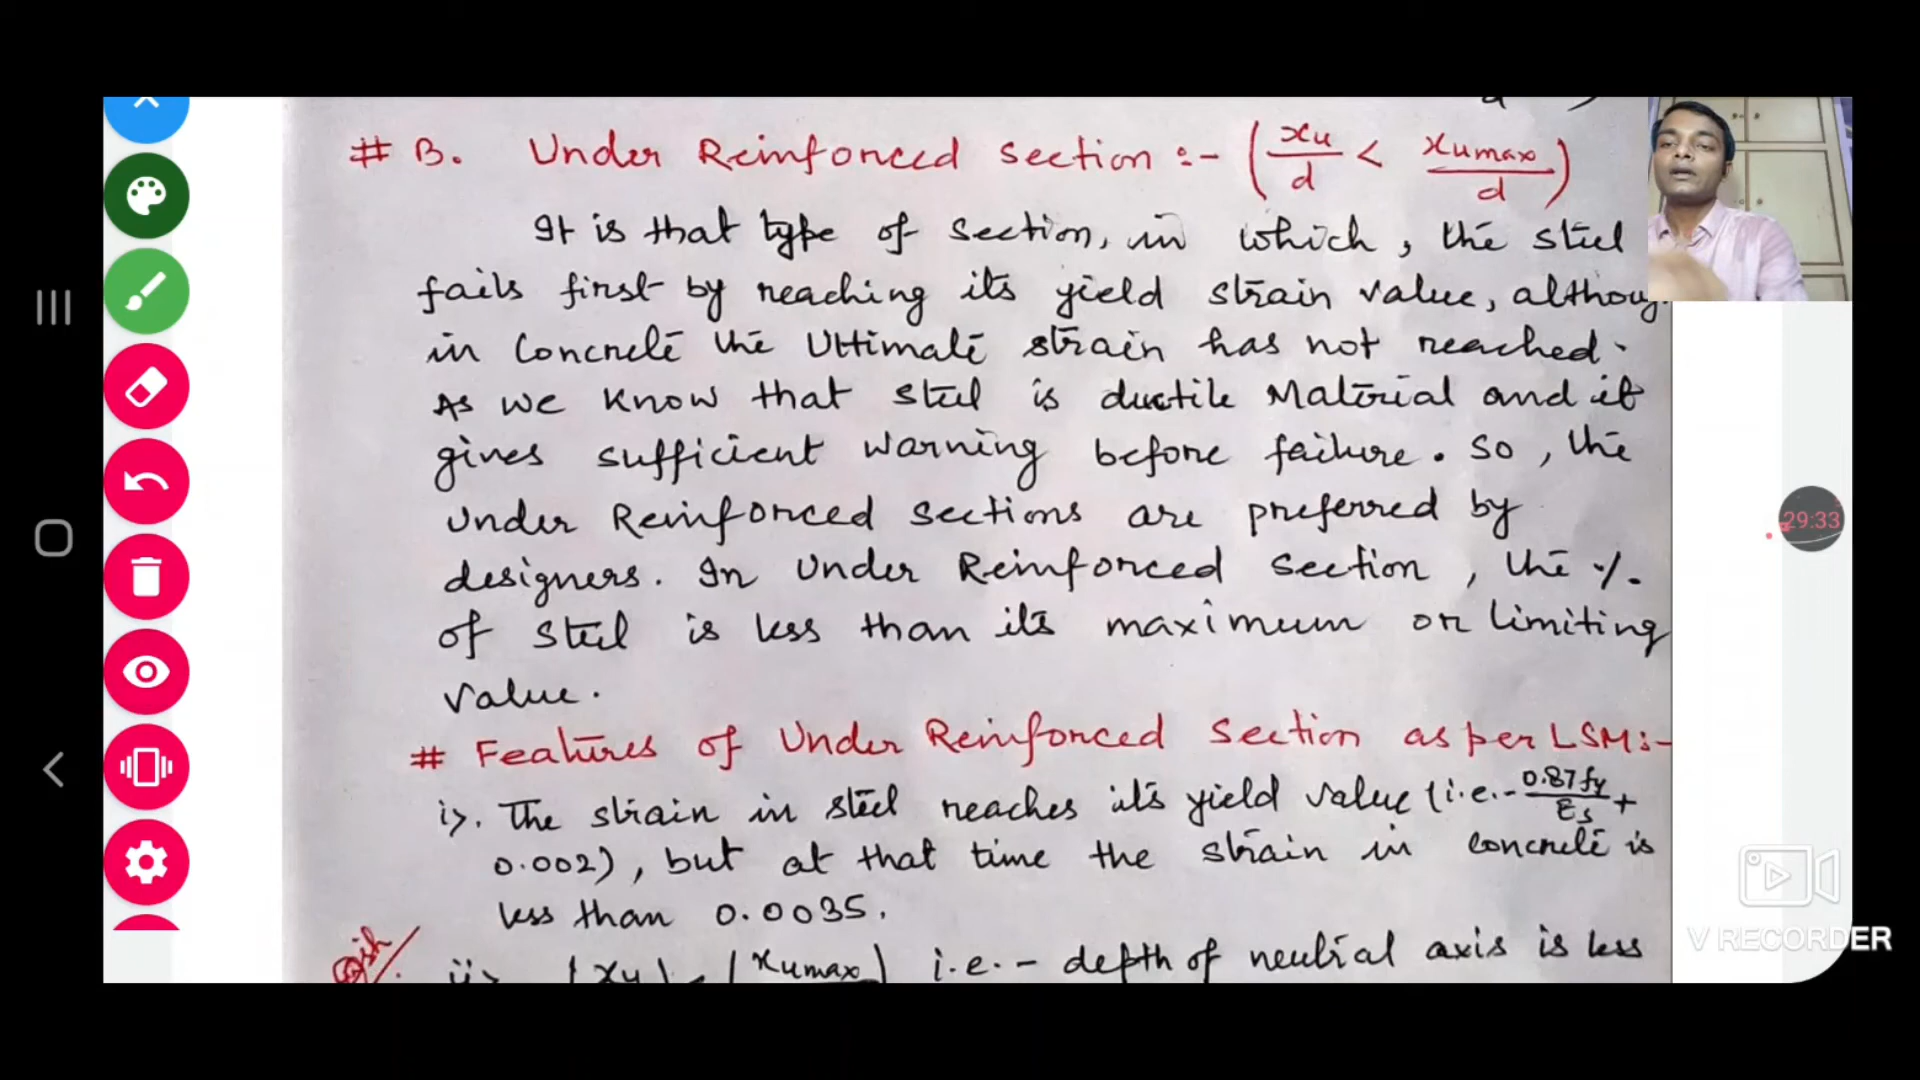 # B. Under Reinforced section :- (xu/d < xumax/d)
It is that type of section, in which, the steel
fails first by reaching its yield strain value, althoug
in concrete the Ultimate strain has not reached.
As we know that steel is ductile Material and it
gives sufficient warning before failure. So, the
Under Reinforced sections are preferred by
designers. In Under Reinforced section, the %.
of steel is less than its maximum or limiting
value.
# Features of Under Reinforced section as per LSM:-
i>. The strain in steel reaches its yield value (i.e.- 0.87fy/Es +
0.002), but at that time the strain in concrete is
less than 0.0035.
ii> (xu) (xumax) i.e.- depth of neutral axis is less
29:33
V RECORDER